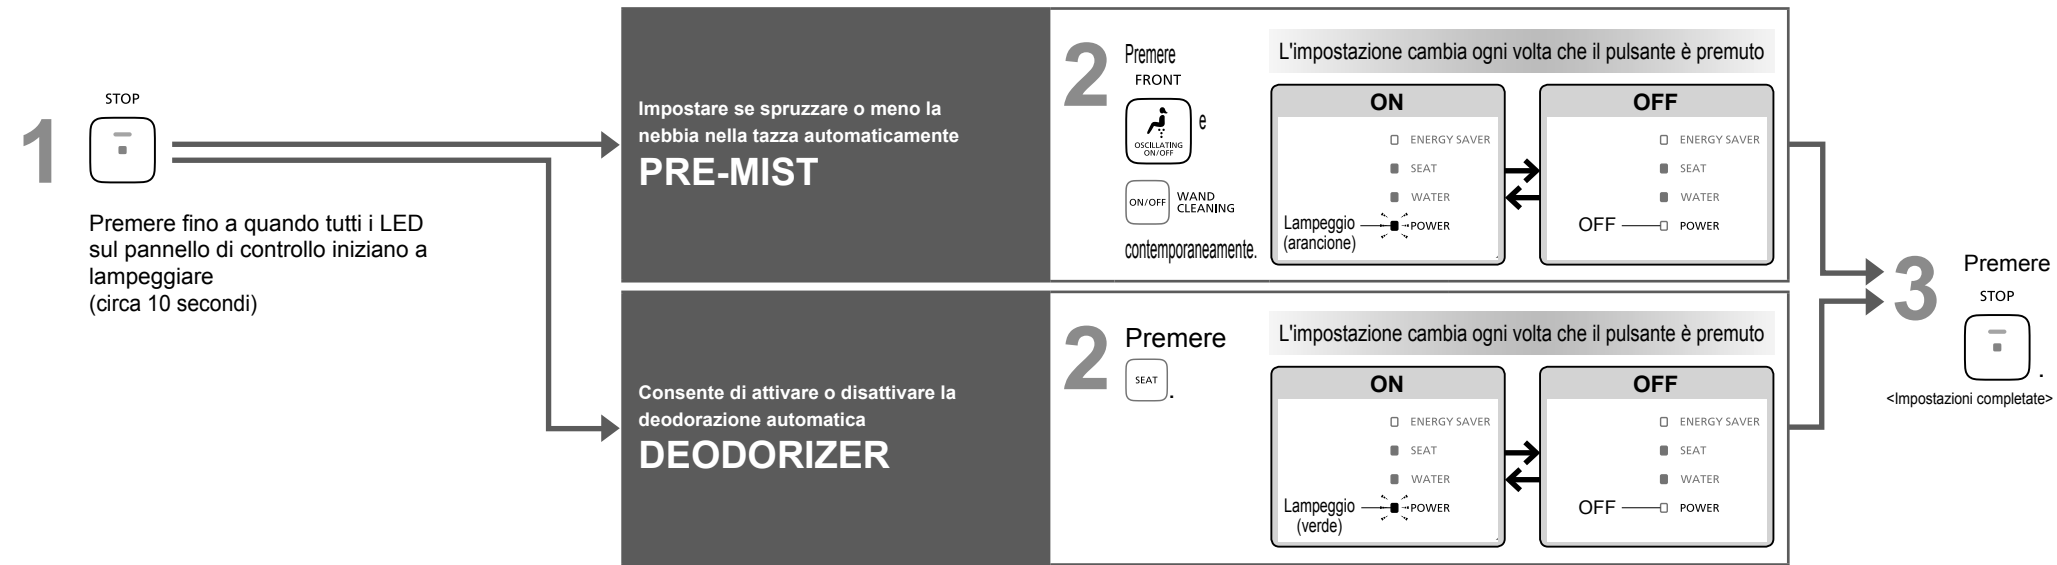 1
STOP
Premere fino a quando tutti i LED
sul pannello di controllo iniziano a
lampeggiare
(circa 10 secondi)
Impostare se spruzzare o meno la
nebbia nella tazza automaticamente
PRE-MIST
2
Premere
FRONT
OSCILLATING
ON/OFF
e
ON/OFF
WAND
CLEANING
contemporaneamente.
L'impostazione cambia ogni volta che il pulsante è premuto
ON
ENERGY SAVER
SEAT
WATER
POWER
Lampeggio
(arancione)
OFF
ENERGY SAVER
SEAT
WATER
OFF
POWER
Consente di attivare o disattivare la
deodorazione automatica
DEODORIZER
2
Premere
SEAT
.
L'impostazione cambia ogni volta che il pulsante è premuto
ON
ENERGY SAVER
SEAT
WATER
POWER
Lampeggio
(verde)
OFF
ENERGY SAVER
SEAT
WATER
OFF
POWER
3
Premere
STOP
.
<Impostazioni completate>